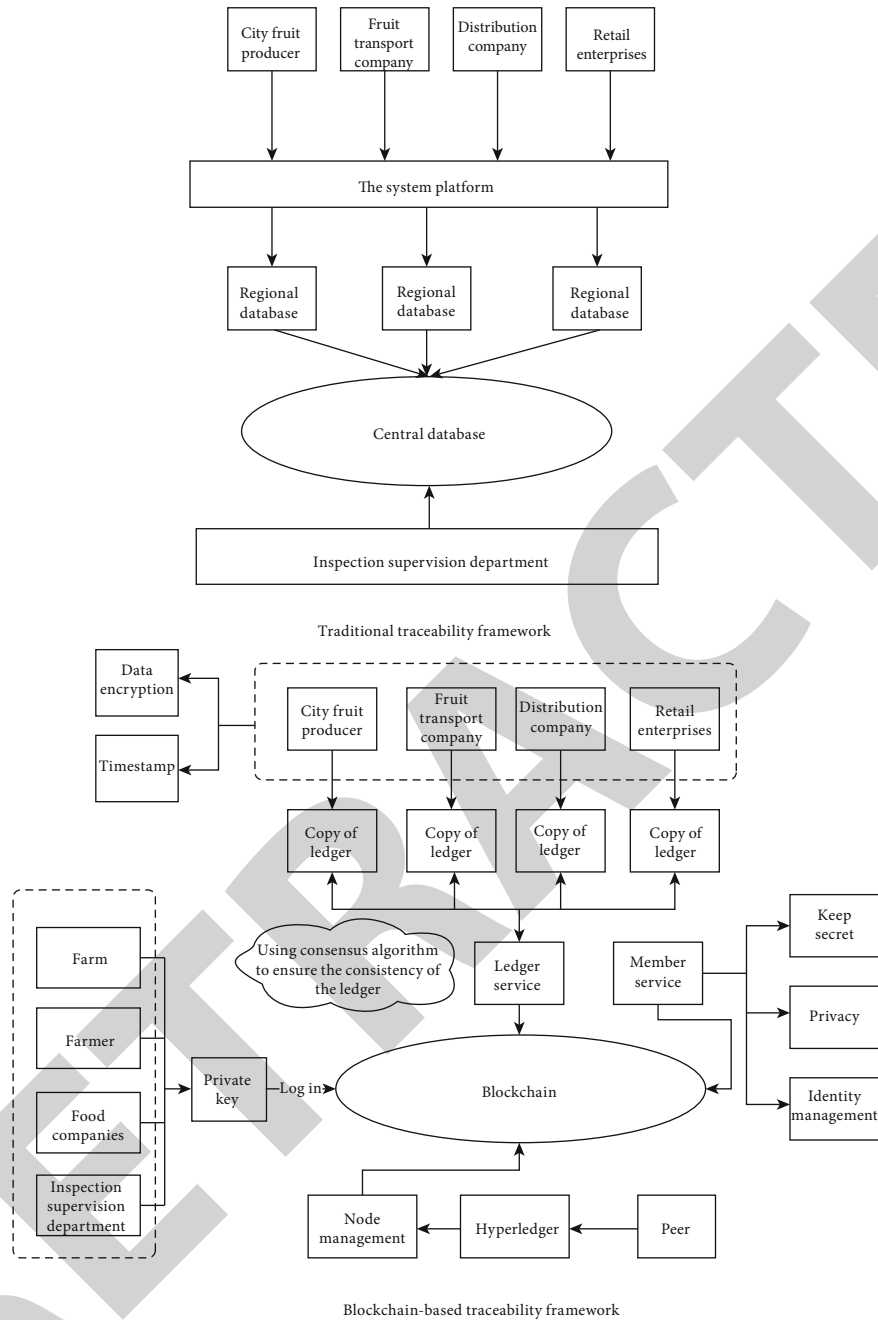 City fruit
producer
Fruit
transport
company
Distribution
company
Retail
enterprises
The system platform
Regional
database
Regional
database
Regional
database
Central database
Inspection supervision department
Traditional traceability framework
Data
encryption
Timestamp
City fruit
producer
Fruit
transport
company
Distribution
company
Retail
enterprises
Copy of
ledger
Copy of
ledger
Copy of
ledger
Copy of
ledger
Using consensus algorithm
to ensure the consistency of
the ledger
Ledger
service
Member
service
Keep
secret
Privacy
Identity
management
Farm
Farmer
Food
companies
Inspection
supervision
department
Private
key
Log in
Blockchain
Node
management
Hyperledger
Peer
Blockchain-based traceability framework
RETRACT